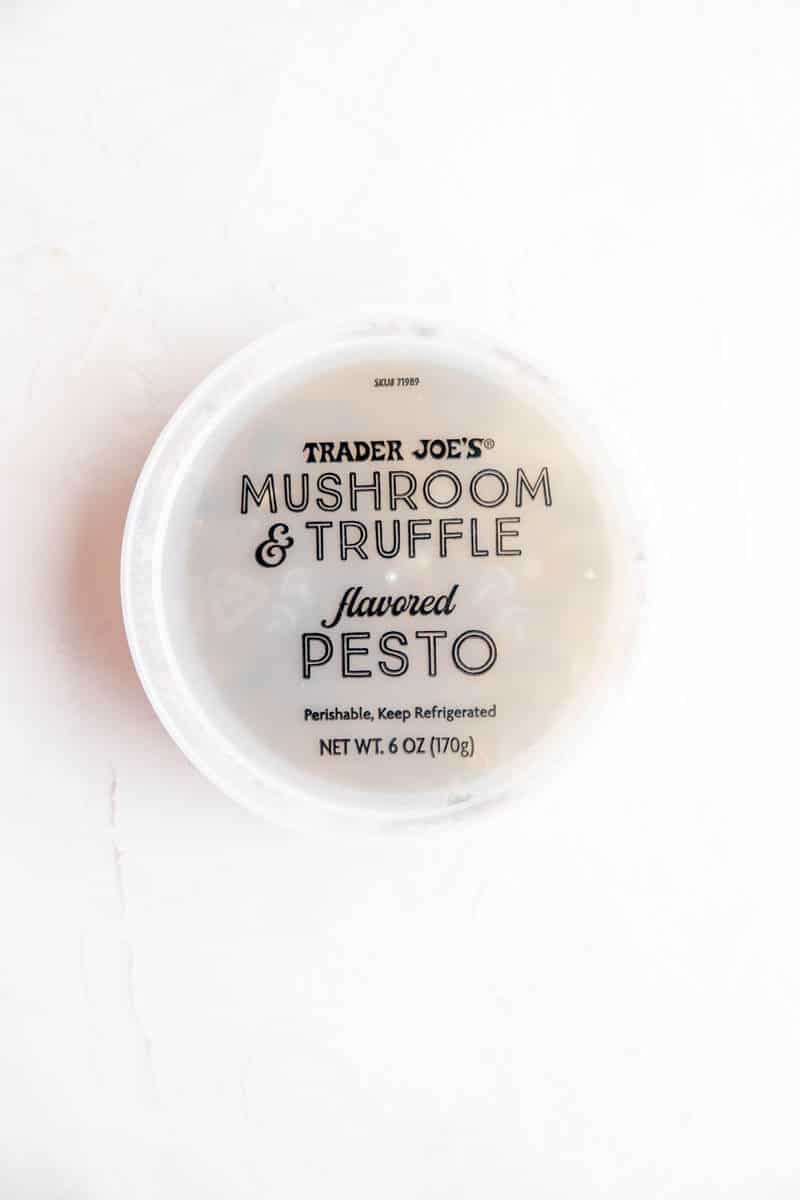 SKU# 71989
TRADER JOE'S®
MUSHROOM
& TRUFFLE
flavored
PESTO
Perishable, Keep Refrigerated
NET WT. 6 OZ (170g)